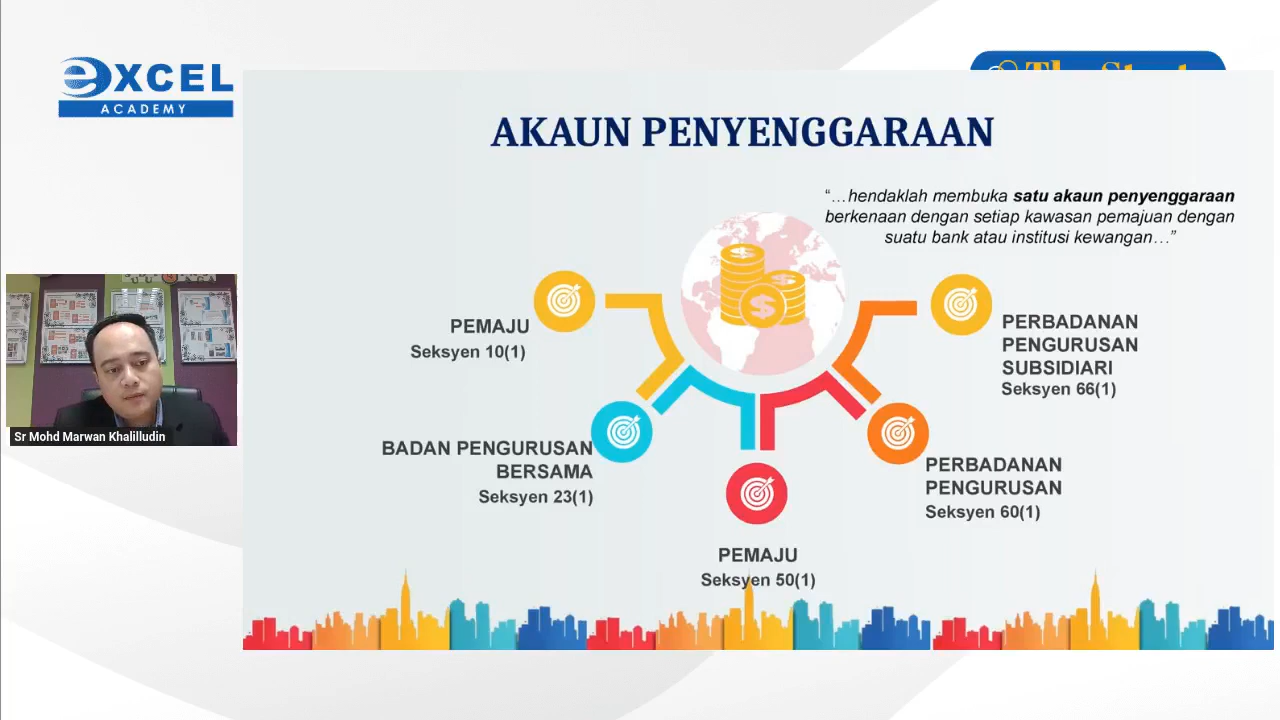 eXCEL
ACADEMY
AKAUN PENYENGGARAAN
“…hendaklah membuka satu akaun penyenggaraan
berkenaan dengan setiap kawasan pemajuan dengan
suatu bank atau institusi kewangan…”
PEMAJU
Seksyen 10(1)
BADAN PENGURUSAN
BERSAMA
Seksyen 23(1)
PEMAJU
Seksyen 50(1)
PERBADANAN
PENGURUSAN
Seksyen 60(1)
PERBADANAN
PENGURUSAN
SUBSIDIARI
Seksyen 66(1)
Sr Mohd Marwan Khalilludin